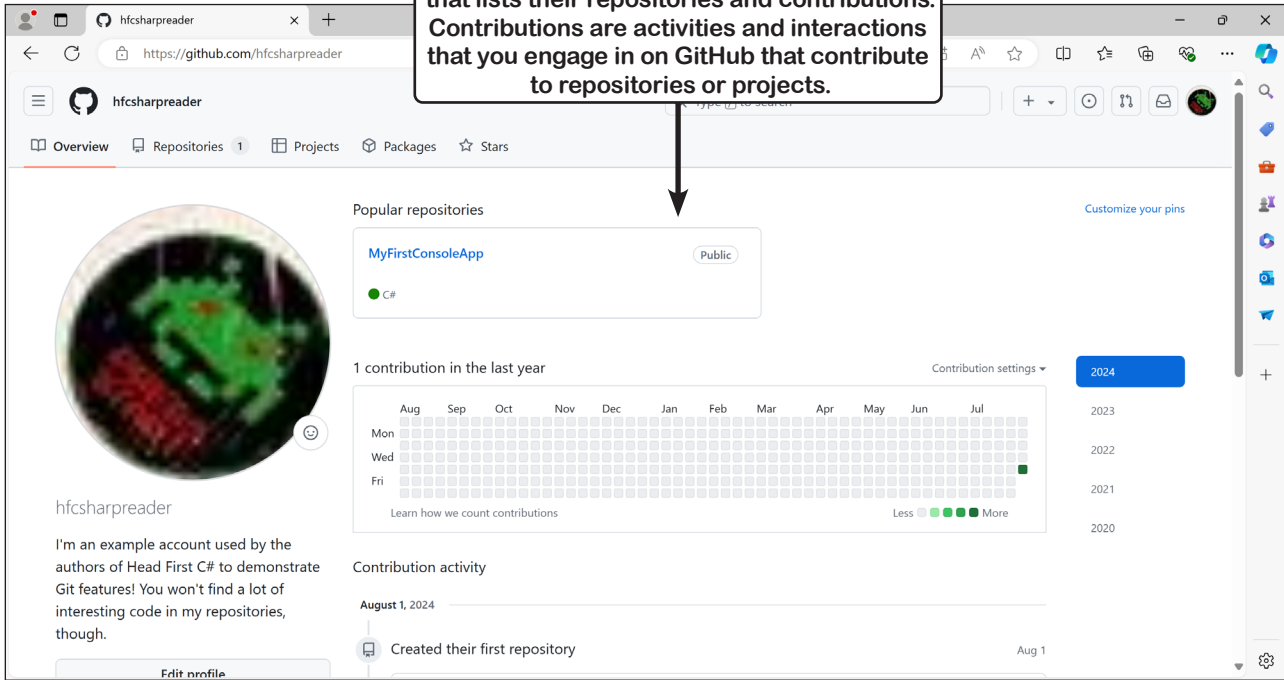 hfcsharpreader
that lists their repositories and contributions.
Contributions are activities and interactions
that you engage in on GitHub that contribute
to repositories or projects.
https://github.com/hfcsharpreader
hfcsharpreader
Overview Repositories 1 Projects Packages Stars
Popular repositories
Customize your pins
MyFirstConsoleApp Public
C#
1 contribution in the last year
Contribution settings
2024
Aug Sep Oct Nov Dec Jan Feb Mar Apr May Jun Jul
2023
Mon
Wed
2022
Fri
2021
Learn how we count contributions
Less More
2020
hfcsharpreader
I'm an example account used by the
authors of Head First C# to demonstrate
Git features! You won't find a lot of
interesting code in my repositories,
though.
Edit profile
Contribution activity
August 1, 2024
Created their first repository
Aug 1